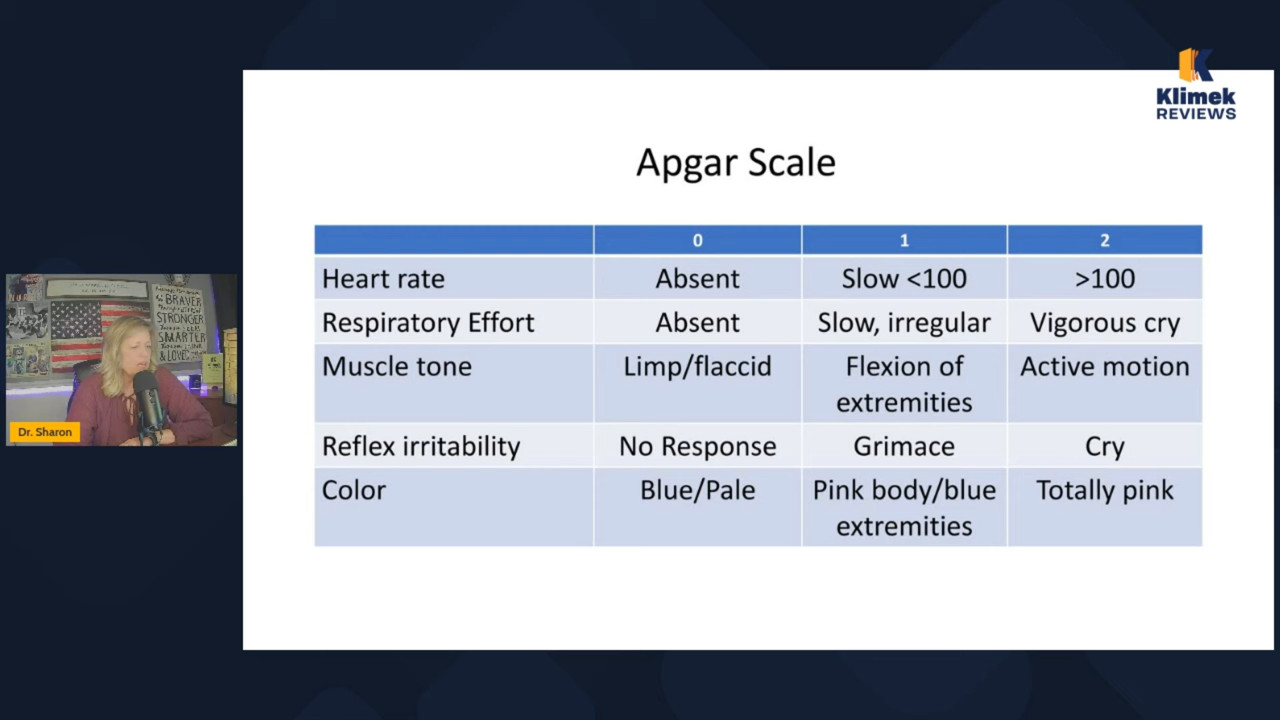 Klimek
REVIEWS
Apgar Scale
0 1 2
Heart rate Absent Slow <100 >100
Respiratory Effort Absent Slow, irregular Vigorous cry
Muscle tone Limp/flaccid Flexion of Active motion
extremities
Reflex irritability No Response Grimace Cry
Color Blue/Pale Pink body/blue Totally pink
extremities
BRAVER
STRONGER
SMARTER
& LOVED
Dr. Sharon